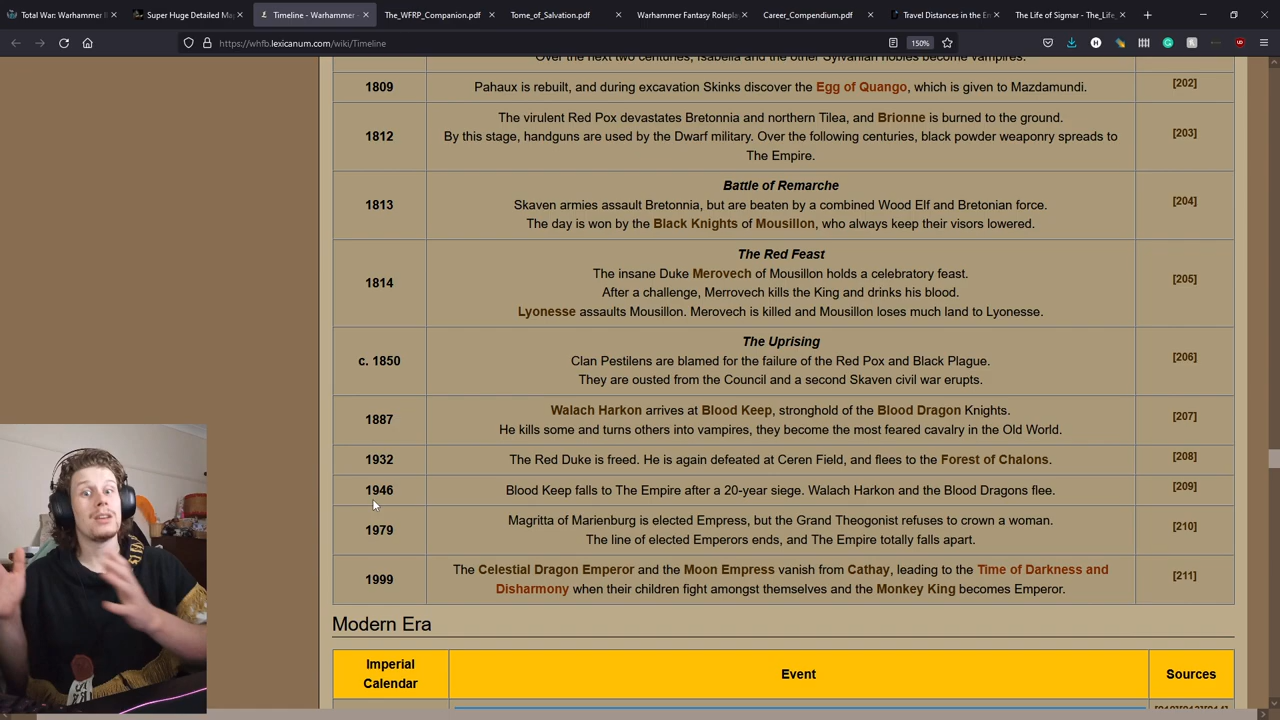 Total War: Warhammer I
Super Huge Detailed Ma
Timeline - Warhammer -
The_WFRP_Companion.pdf
Tome_of_Salvation.pdf
Warhammer Fantasy Roleplay
Career_Compendium.pdf
Travel Distances in the En
The Life of Sigmar - The_Life
https://whfb.lexicanum.com/wiki/Timeline
150%
Over the next two centuries, Isabella and the other Sylvanian nobles become vampires.
1809 Pahaux is rebuilt, and during excavation Skinks discover the Egg of Quango, which is given to Mazdamundi. [202]
The virulent Red Pox devastates Bretonnia and northern Tilea, and Brionne is burned to the ground.
1812 By this stage, handguns are used by the Dwarf military. Over the following centuries, black powder weaponry spreads to [203]
The Empire.
Battle of Remarche
1813 Skaven armies assault Bretonnia, but are beaten by a combined Wood Elf and Bretonian force. [204]
The day is won by the Black Knights of Mousillon, who always keep their visors lowered.
The Red Feast
The insane Duke Merovech of Mousillon holds a celebratory feast.
1814 After a challenge, Merrovech kills the King and drinks his blood. [205]
Lyonesse assaults Mousillon. Merovech is killed and Mousillon loses much land to Lyonesse.
The Uprising
c. 1850 Clan Pestilens are blamed for the failure of the Red Pox and Black Plague. [206]
They are ousted from the Council and a second Skaven civil war erupts.
1887 Walach Harkon arrives at Blood Keep, stronghold of the Blood Dragon Knights. [207]
He kills some and turns others into vampires, they become the most feared cavalry in the Old World.
1932 The Red Duke is freed. He is again defeated at Ceren Field, and flees to the Forest of Chalons. [208]
1946 Blood Keep falls to The Empire after a 20-year siege. Walach Harkon and the Blood Dragons flee. [209]
1979 Magritta of Marienburg is elected Empress, but the Grand Theogonist refuses to crown a woman. [210]
The line of elected Emperors ends, and The Empire totally falls apart.
1999 The Celestial Dragon Emperor and the Moon Empress vanish from Cathay, leading to the Time of Darkness and [211]
Disharmony when their children fight amongst themselves and the Monkey King becomes Emperor.
Modern Era
Imperial
Calendar Event Sources